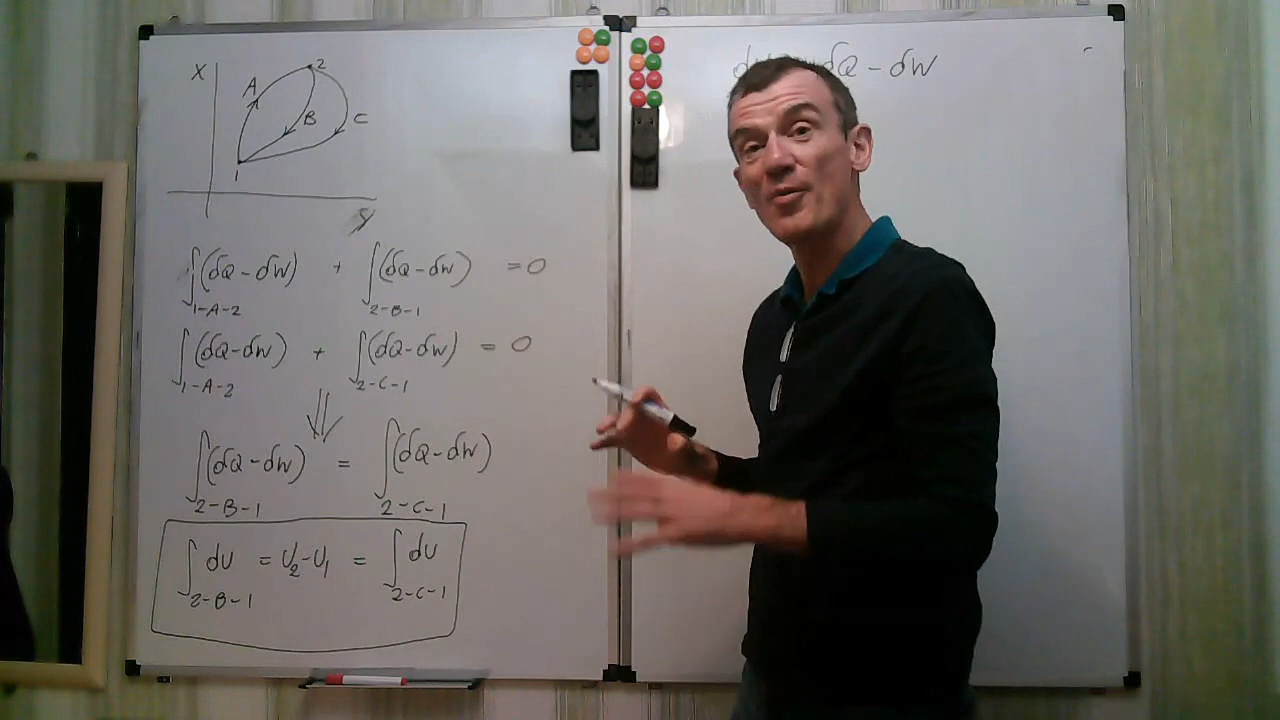 X
2
A
B
C
1
y
∫1-A-2 (δQ - δW) + ∫2-B-1 (δQ - δW) = 0
∫1-A-2 (δQ - δW) + ∫2-C-1 (δQ - δW) = 0
⇓
∫2-B-1 (δQ - δW) = ∫2-C-1 (δQ - δW)
∫2-B-1 dU = U2 - U1 = ∫2-C-1 dU
δQ - δW